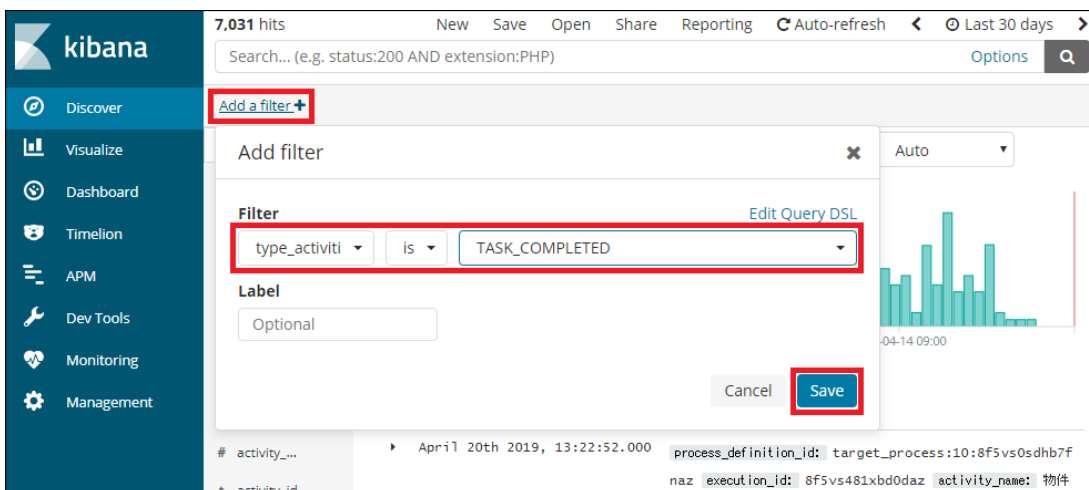 kibana
Discover
Visualize
Dashboard
Timelion
APM
Dev Tools
Monitoring
Management
7,031 hits
New Save Open Share Reporting Auto-refresh Last 30 days
Search... (e.g. status:200 AND extension:PHP)
Options
Add a filter
Add filter
Auto
Filter
Edit Query DSL
type_activiti is TASK_COMPLETED
Label
Optional
-04-14 09:00
Cancel Save
# activity_...
April 20th 2019, 13:22:52.000 process_definition_id: target_process:10:8f5vs0sdhb7f
naz execution_id: 8f5vs481xbd0daz activity_name: 物件
t activity_id